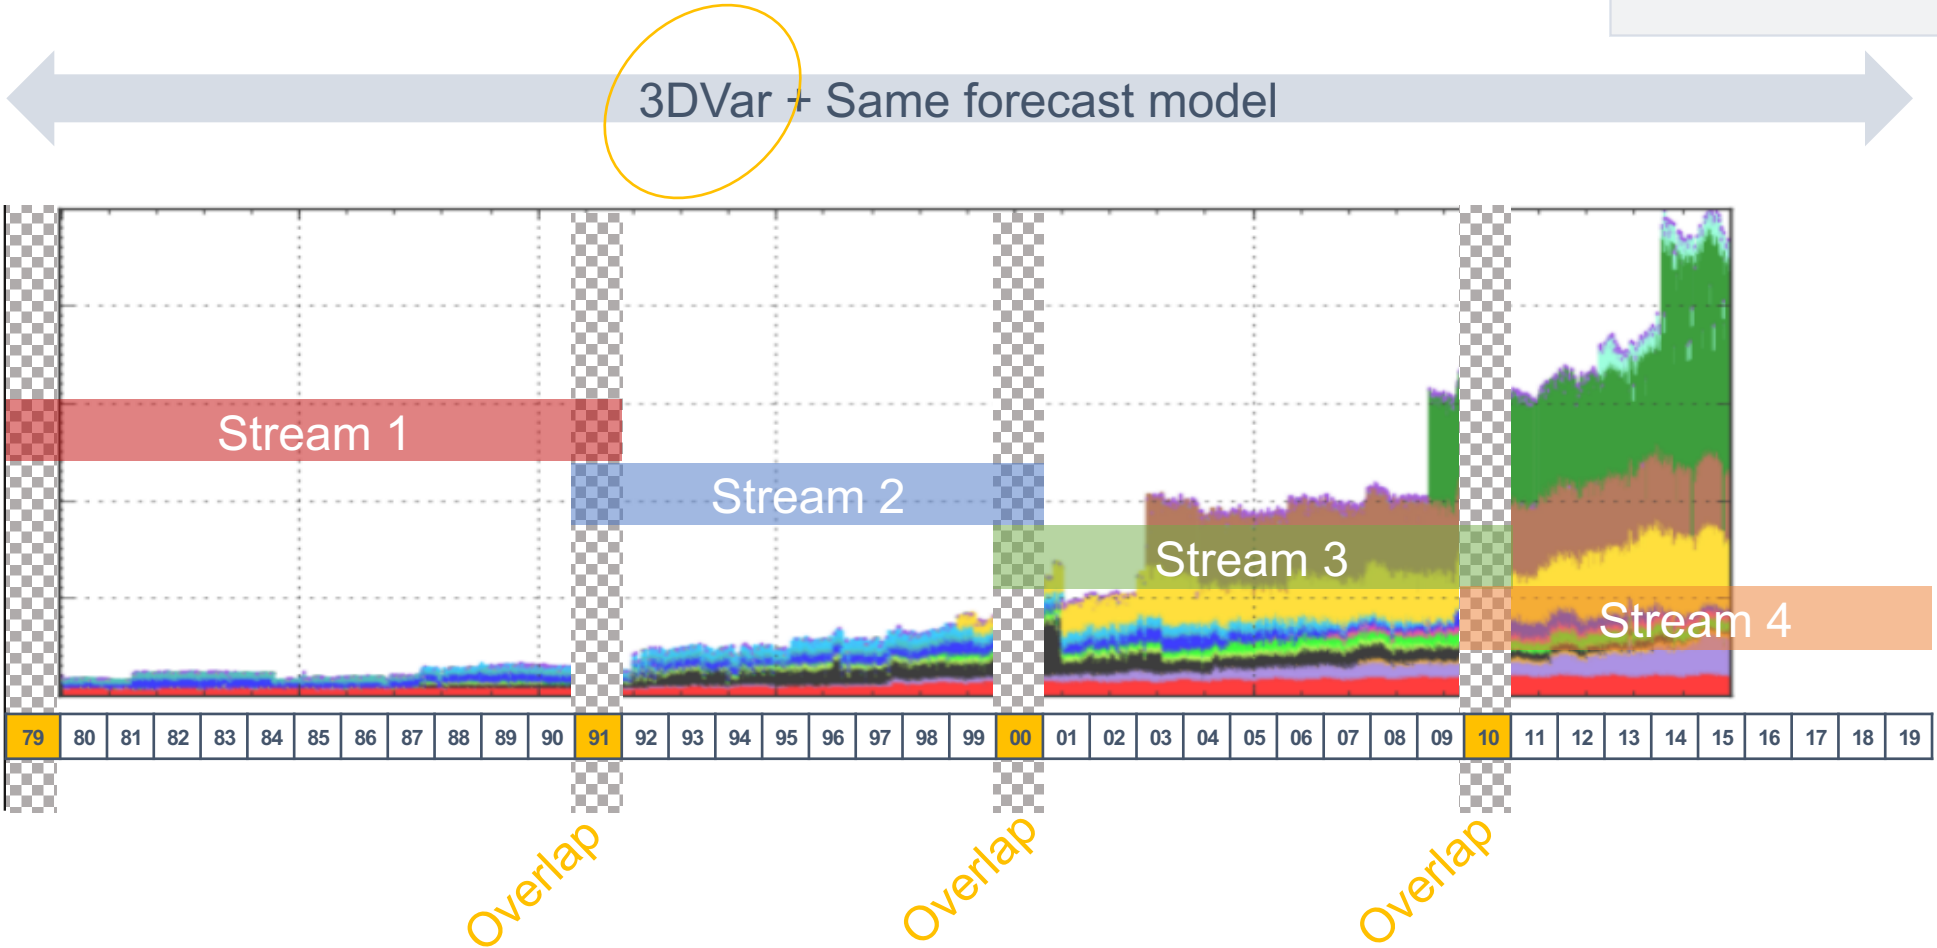 3DVar + Same forecast model
Stream 1
Stream 2
Stream 3
Stream 4
79 80 81 82 83 84 85 86 87 88 89 90 91 92 93 94 95 96 97 98 99 00 01 02 03 04 05 06 07 08 09 10 11 12 13 14 15 16 17 18 19
Overlap
Overlap
Overlap